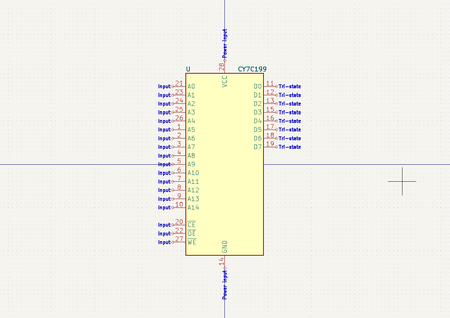 Power input
28
VCC
U CY7C199
Input 21 A0 D0 11 Tri-state
Input 23 A1 D1 12 Tri-state
Input 24 A2 D2 13 Tri-state
Input 25 A3 D3 15 Tri-state
Input 26 A4 D4 16 Tri-state
Input 1 A5 D5 17 Tri-state
Input 2 A6 D6 18 Tri-state
Input 3 A7 D7 19 Tri-state
Input 4 A8
Input 5 A9
Input 6 A10
Input 7 A11
Input 8 A12
Input 9 A13
Input 10 A14
Input 20 CE
Input 22 OE
Input 27 WE
GND
14
Power input